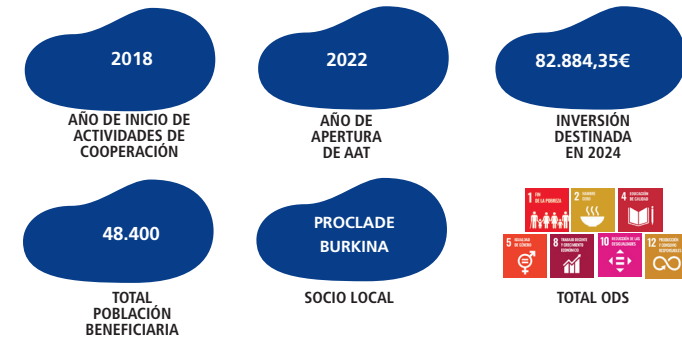 2018
AÑO DE INICIO DE
ACTIVIDADES DE
COOPERACIÓN
2022
AÑO DE
APERTURA
DE AAT
82.884,35€
INVERSIÓN
DESTINADA
EN 2024
48.400
TOTAL
POBLACIÓN
BENEFICIARIA
PROCLADE
BURKINA
SOCIO LOCAL
1 FIN
DE LA POBREZA
2 HAMBRE
CERO
4 EDUCACIÓN
DE CALIDAD
5 IGUALDAD
DE GÉNERO
8 TRABAJO DECENTE
Y CRECIMIENTO
ECONÓMICO
10 REDUCCIÓN DE LAS
DESIGUALDADES
12 PRODUCCIÓN
Y CONSUMO
RESPONSABLES
TOTAL ODS